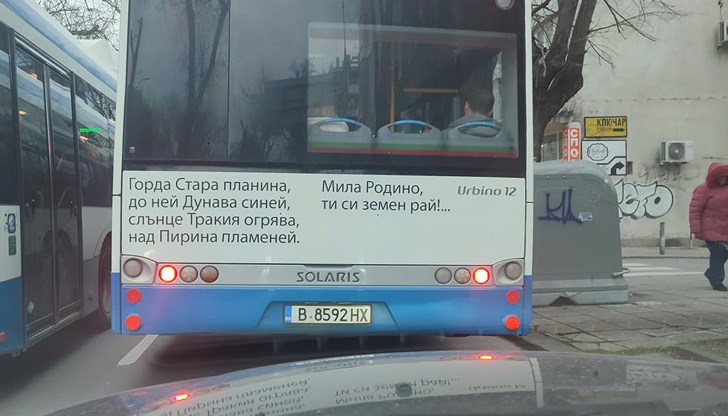 Горда Стара планина,
до ней Дунава синей,
слънце Тракия огрява,
над Пирина пламеней.
Мила Родино,
ти си земен рай!...
Urbino 12
SOLARIS
B 8592 HX
КЛЮЧАР